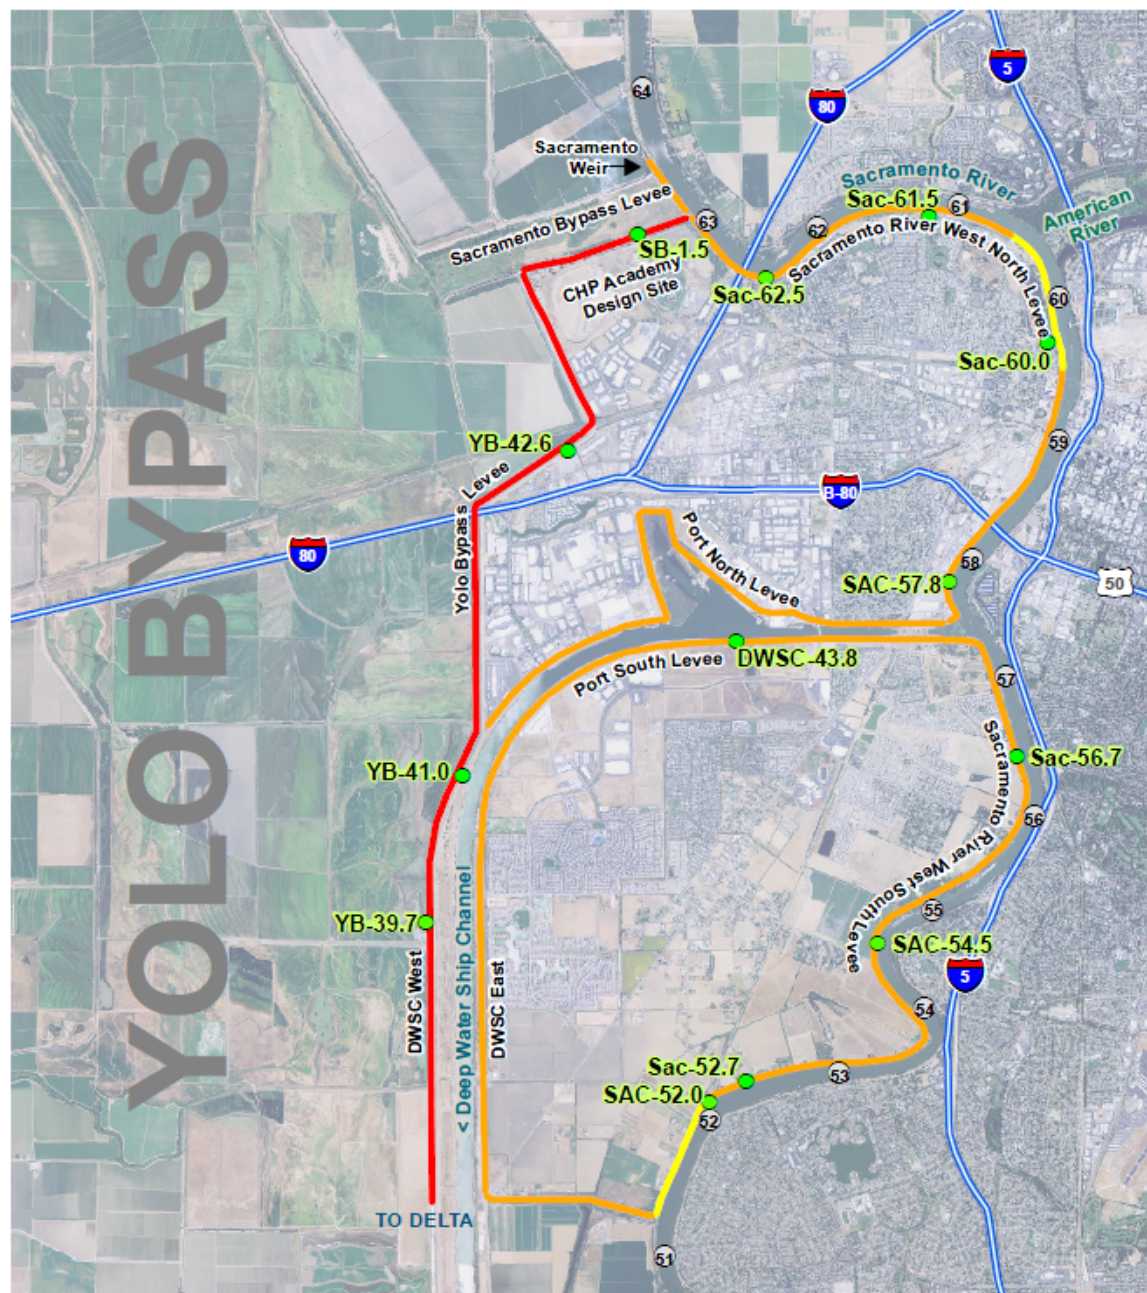 64
5
80
Sacramento
Weir
Sacramento River
Sac-61.5
61
American
River
Sacramento Bypass Levee
63
62
SB-1.5
Sacramento River West North Levee
CHP Academy
Design Site
Sac-62.5
60
Sac-60.0
YB-42.6
59
Yolo Bypass Levee
B-80
80
Port North Levee
58
SAC-57.8
50
YOLO BYPASS
Port South Levee
DWSC-43.8
57
YB-41.0
Sac-56.7
Sacramento River West South Levee
56
YB-39.7
55
SAC-54.5
5
DWSC West
< Deep Water Ship Channel
DWSC East
54
Sac-52.7
53
SAC-52.0
52
TO DELTA
51